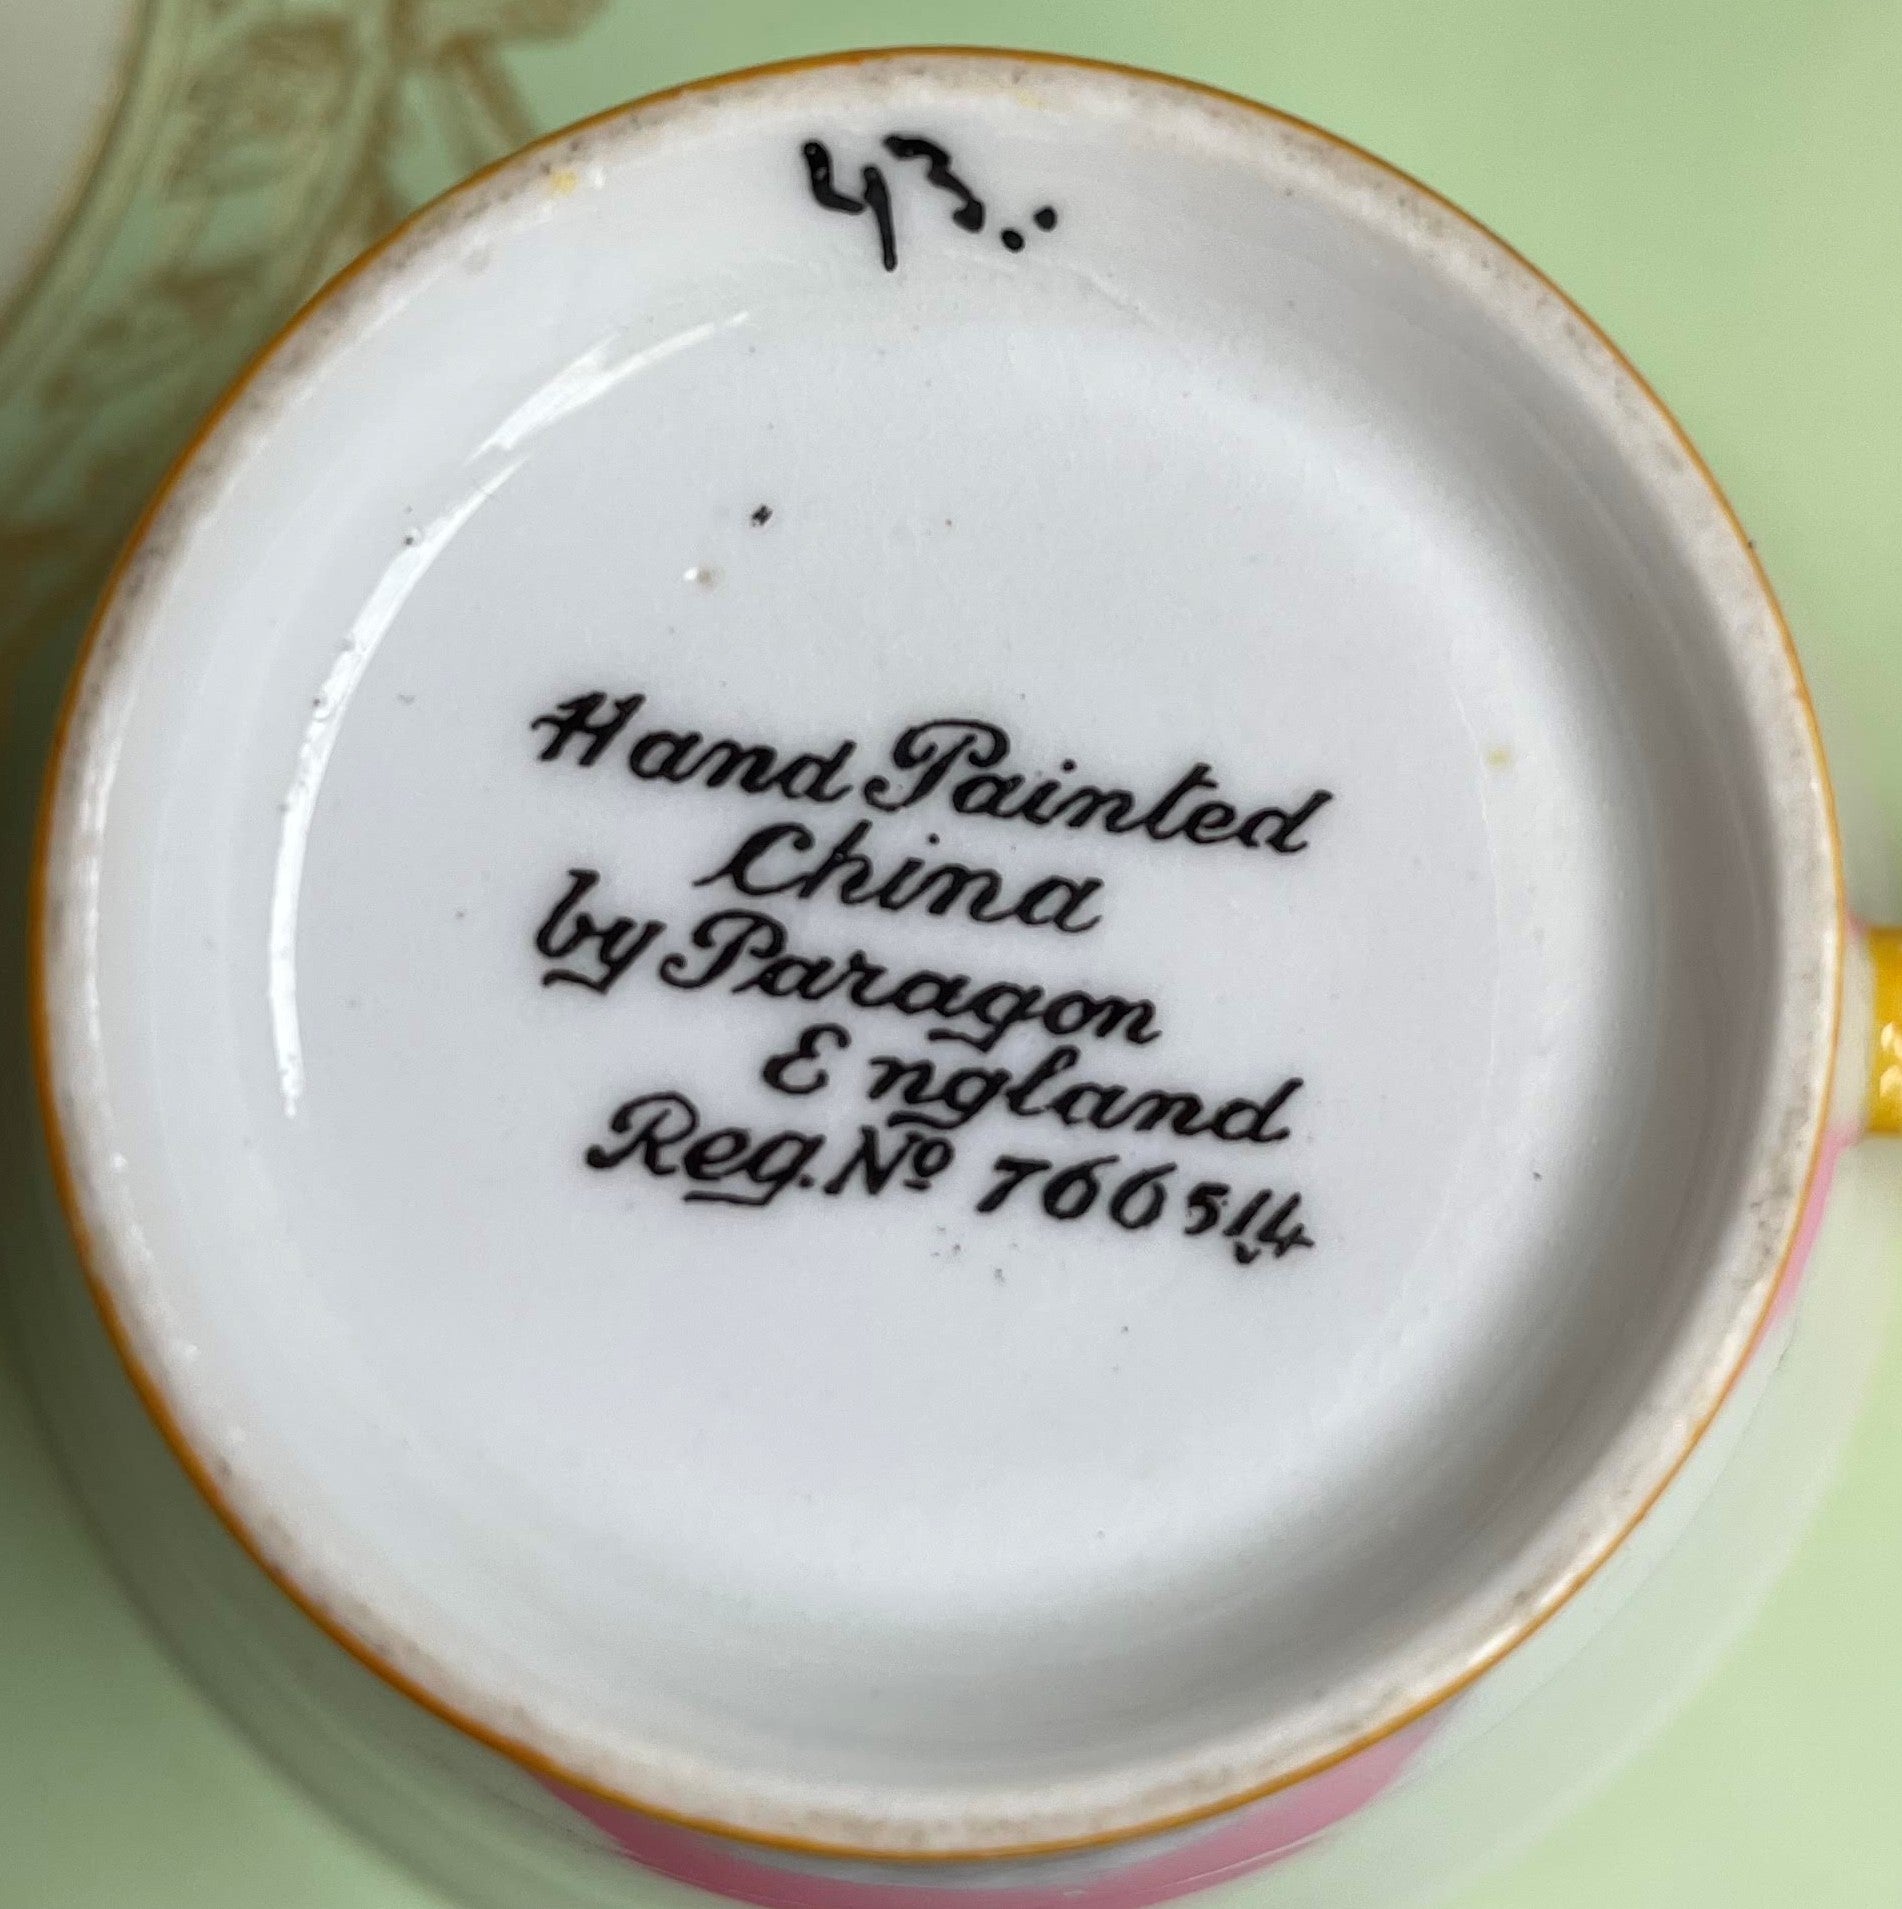 43..
Hand Painted
China
by Paragon
England
Reg. Nº 766514